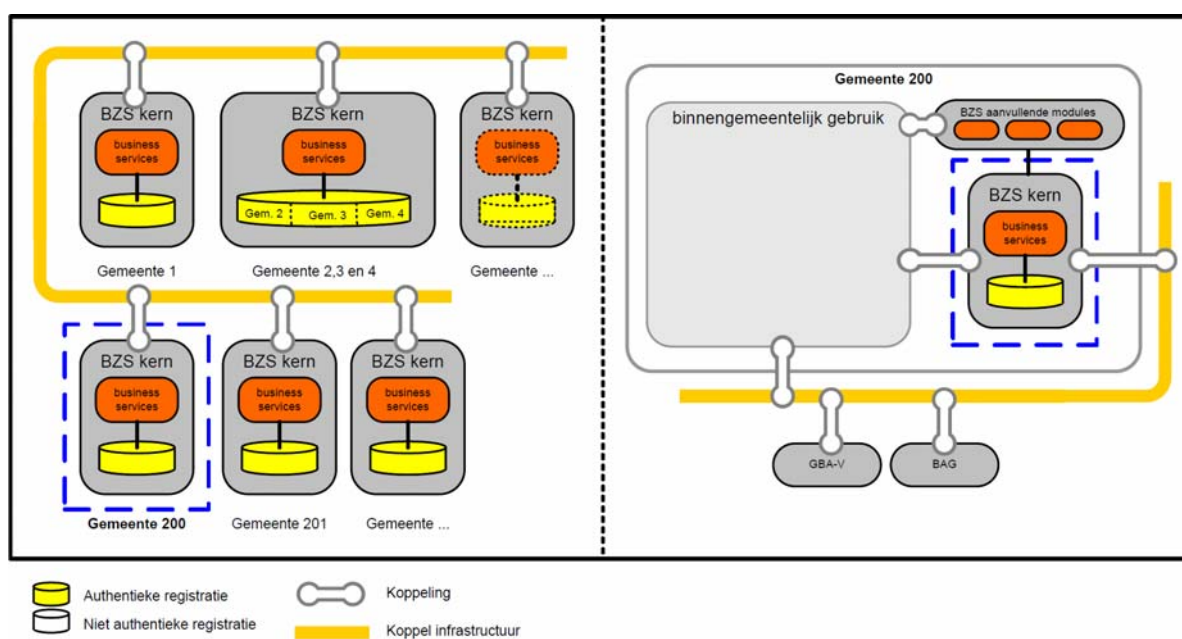 BZS kern
business
services
Gemeente 1
BZS kern
business
services
Gem. 2
Gem. 3
Gem. 4
Gemeente 2,3 en 4
BZS kern
business
services
Gemeente ...
BZS kern
business
services
Gemeente 200
BZS kern
business
services
Gemeente 201
BZS kern
business
services
Gemeente ...
Gemeente 200
binnengemeentelijk gebruik
BZS aanvullende modules
BZS kern
business
services
GBA-V
BAG
Authentieke registratie
Niet authentieke registratie
Koppeling
Koppel infrastructuur